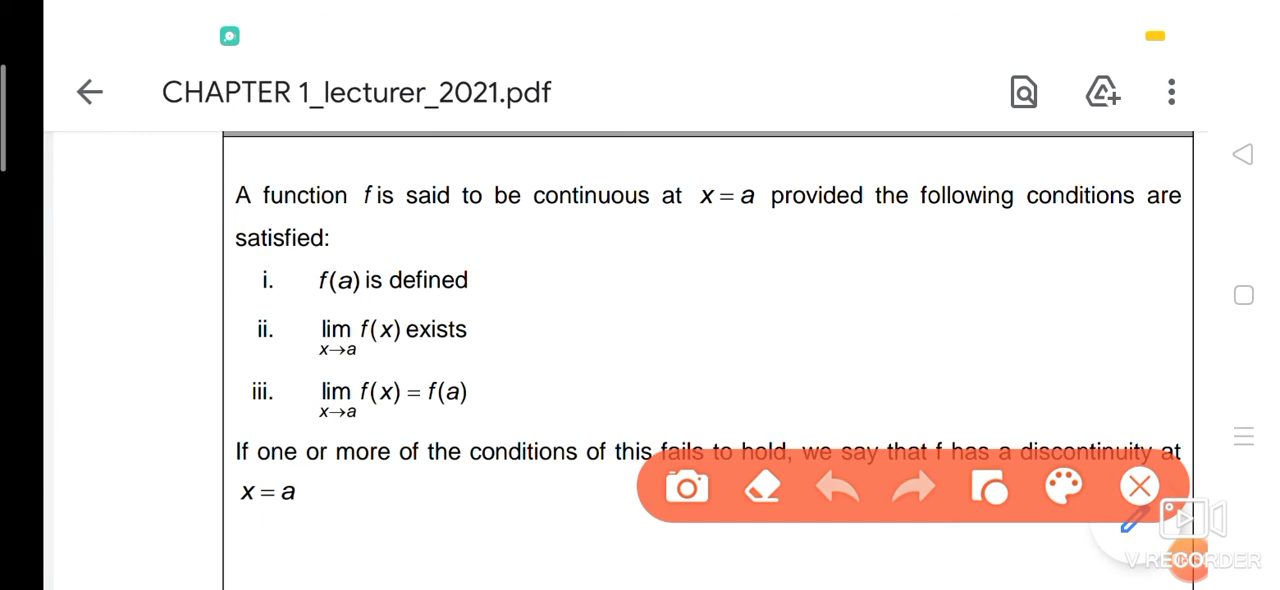 CHAPTER 1_lecturer_2021.pdf
A function f is said to be continuous at x = a provided the following conditions are
satisfied:
i. f(a) is defined
ii. lim f(x) exists
x→a
iii. lim f(x) = f(a)
x→a
If one or more of the conditions of this fails to hold, we say that f has a discontinuity at
x = a
V RECORDER